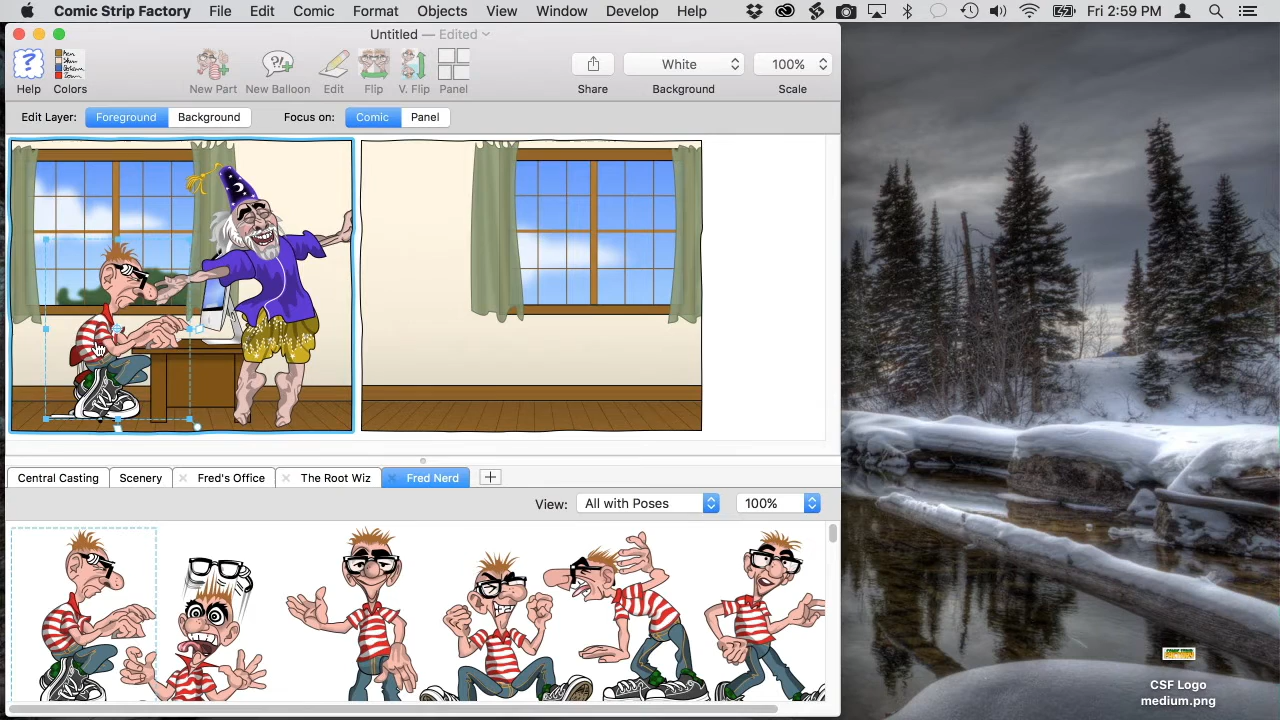 Comic Strip Factory File Edit Comic Format Objects View Window Develop Help Fri 2:59 PM
Untitled — Edited
?
White 100%
Help Colors New Part New Balloon Edit Flip V. Flip Panel Share Background Scale
Edit Layer: Foreground Background Focus on: Comic Panel
Central Casting Scenery Fred's Office The Root Wiz Fred Nerd
View: All with Poses 100%
CSF Logo
medium.png